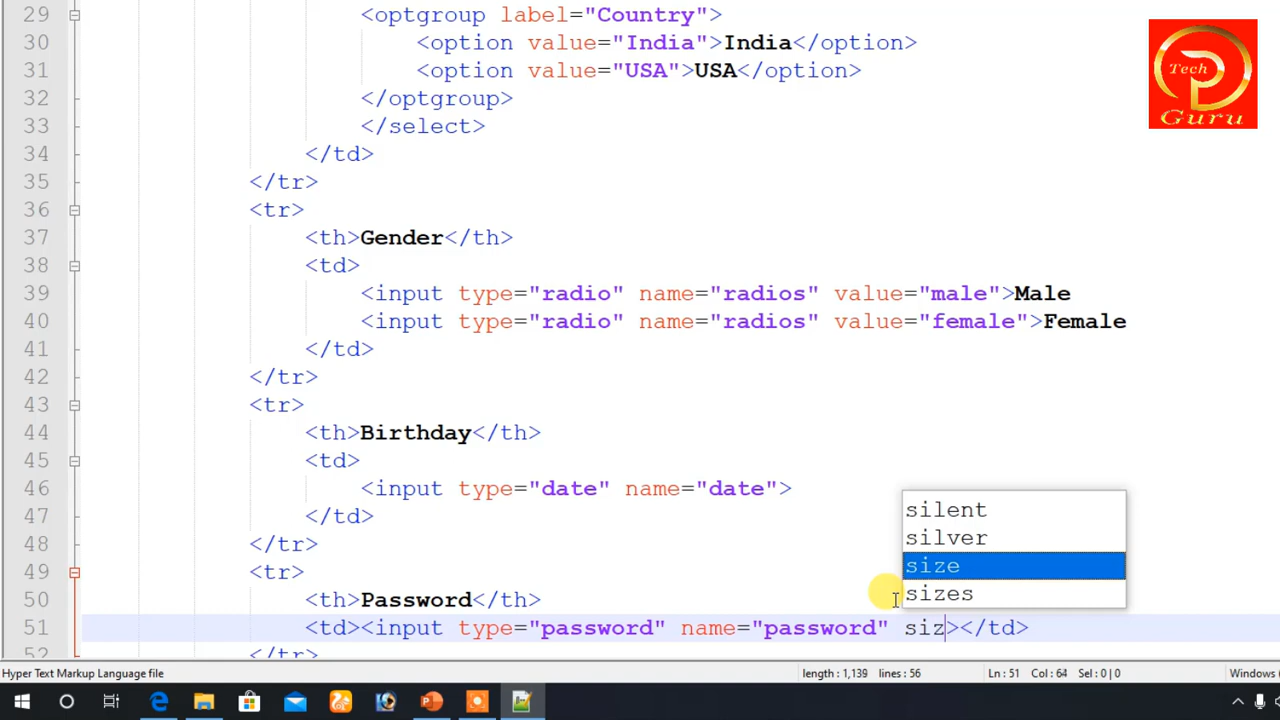 29 <optgroup label="Country">
30 <option value="India">India</option>
31 <option value="USA">USA</option>
32 </optgroup>
33 </select>
34 </td>
35 </tr>
36 <tr>
37 <th>Gender</th>
38 <td>
39 <input type="radio" name="radios" value="male">Male
40 <input type="radio" name="radios" value="female">Female
41 </td>
42 </tr>
43 <tr>
44 <th>Birthday</th>
45 <td>
46 <input type="date" name="date">
47 </td>
48 </tr>
49 <tr>
50 <th>Password</th>
51 <td><input type="password" name="password" siz></td>
52 </tr>
silent
silver
size
sizes
Tech
Guru
Hyper Text Markup Language file length : 1,139 lines : 56 Ln : 51 Col : 64 Sel : 0 | 0 Windows